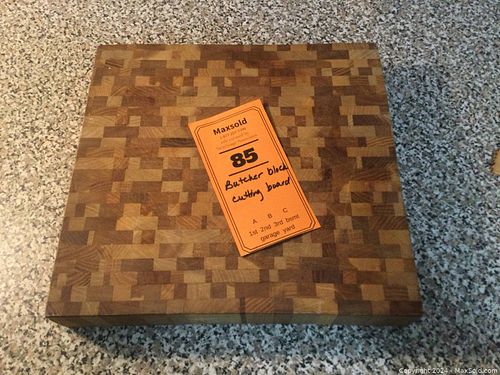 Maxsold
85
Butcher block
cutting board
A B C
1st 2nd 3rd bsmt
garage yard
Copyright 2024 - MaxSold.com